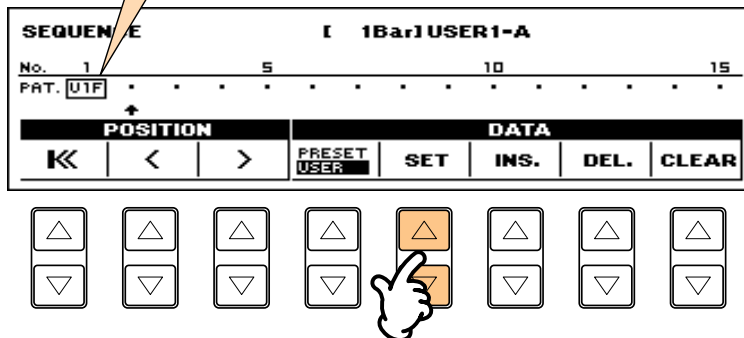 SEQUENCE [ 1Bar] USER1-A
No. 1 5 10 15
PAT. U1F
POSITION DATA
K< < > PRESET USER SET INS. DEL. CLEAR